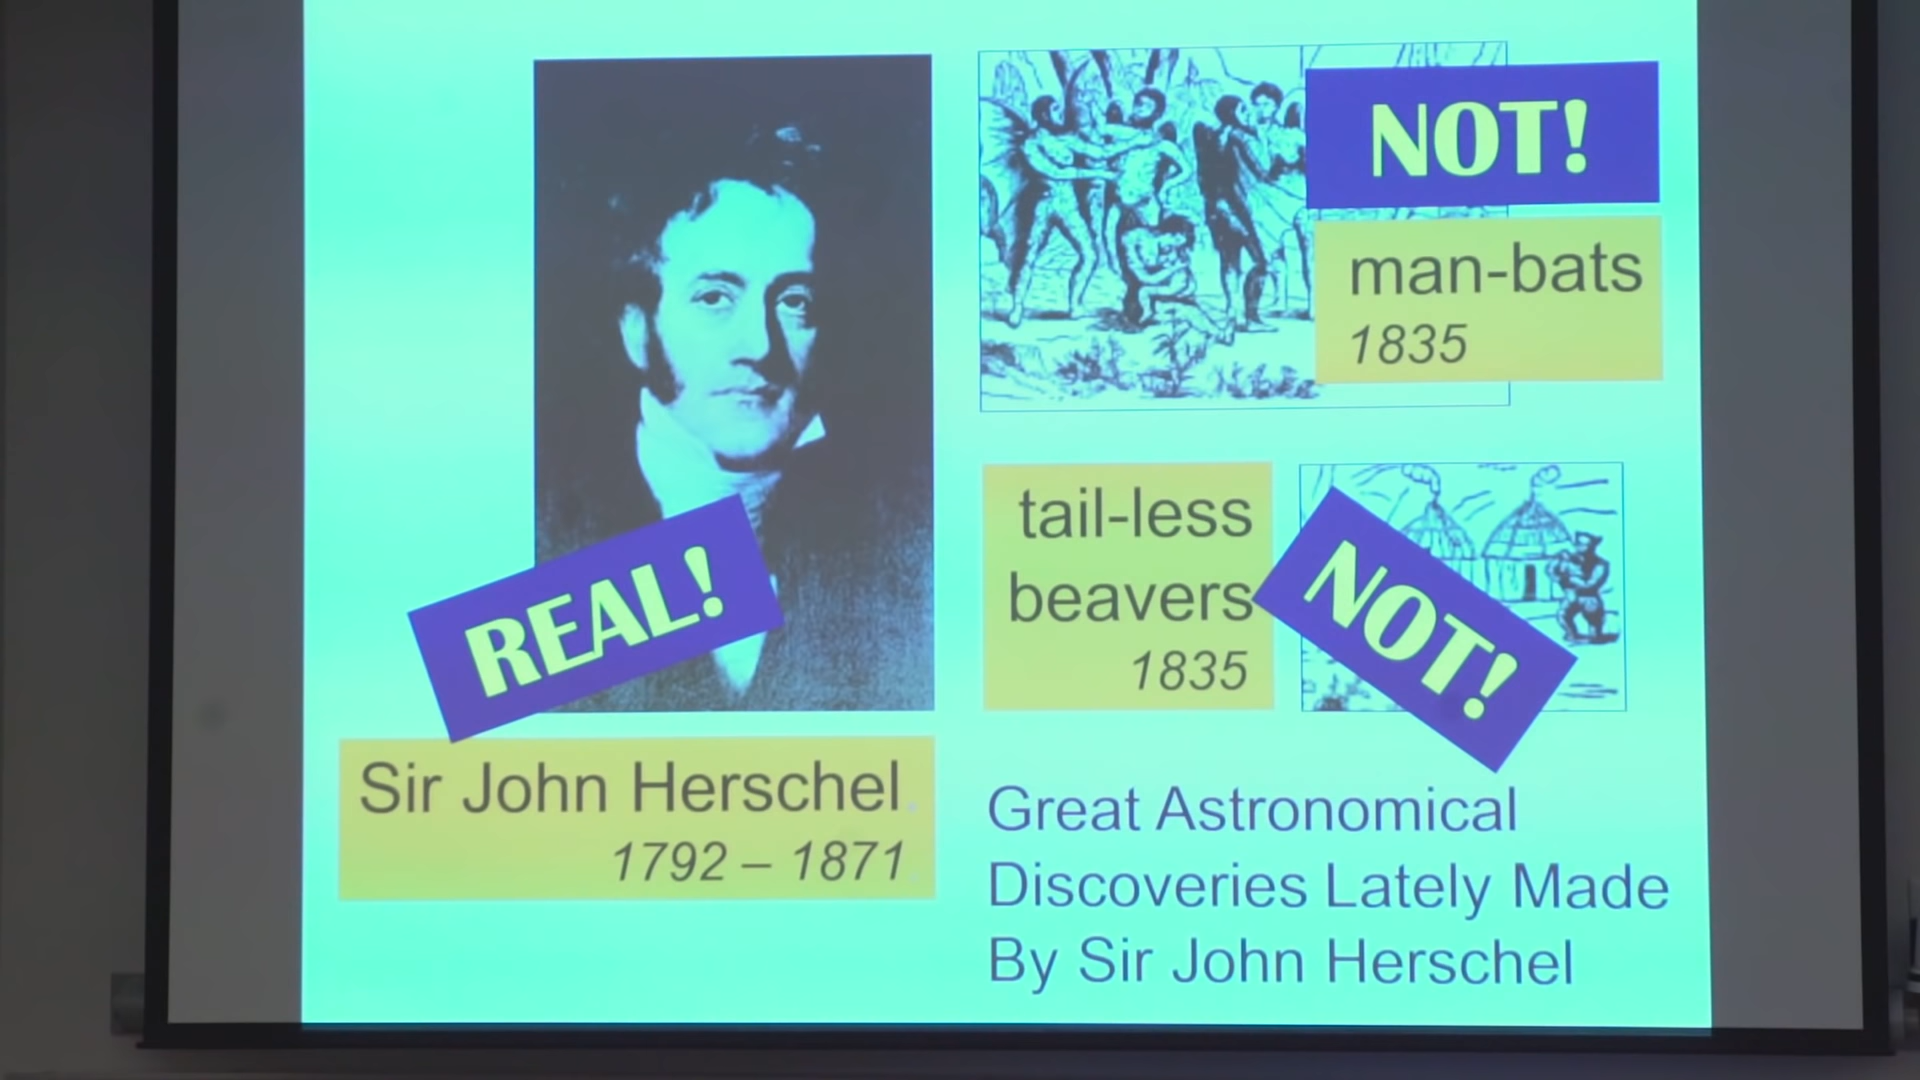 REAL!
Sir John Herschel.
1792 – 1871.
NOT!
man-bats
1835
tail-less
beavers
1835
NOT!
Great Astronomical
Discoveries Lately Made
By Sir John Herschel